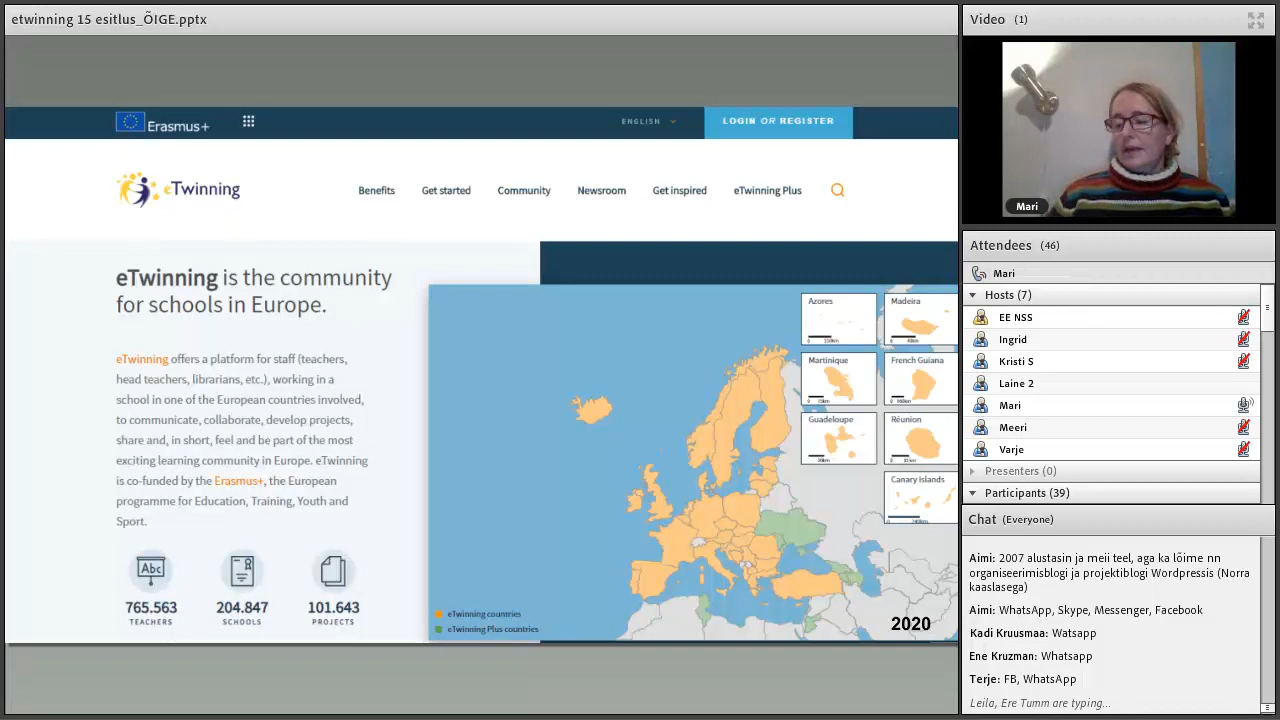 etwinning 15 esitlus_ÕIGE.pptx
Erasmus+
ENGLISH
LOGIN OR REGISTER
eTwinning
Benefits
Get started
Community
Newsroom
Get inspired
eTwinning Plus
eTwinning is the community
for schools in Europe.
eTwinning offers a platform for staff (teachers,
head teachers, librarians, etc.), working in a
school in one of the European countries involved,
to communicate, collaborate, develop projects,
share and, in short, feel and be part of the most
exciting learning community in Europe. eTwinning
is co-funded by the Erasmus+, the European
programme for Education, Training, Youth and
Sport.
Abc
765.563
TEACHERS
204.847
SCHOOLS
101.643
PROJECTS
Azores
Madeira
Martinique
French Guiana
Guadeloupe
Réunion
Canary Islands
eTwinning countries
eTwinning Plus countries
2020
Video (1)
Mari
Attendees (46)
Mari
Hosts (7)
EE NSS
Ingrid
Kristi S
Laine 2
Mari
Meeri
Varje
Presenters (0)
Participants (39)
Chat (Everyone)
Aimi: 2007 alustasin ja meii teel, aga ka lõime nn
organiseerimisblogi ja projektiblogi Wordpressis (Norra
kaaslasega)
Aimi: WhatsApp, Skype, Messenger, Facebook
Kadi Kruusmaa: Watsapp
Ene Kruzman: Whatsapp
Terje: FB, WhatsApp
Leila, Ere Tumm are typing...